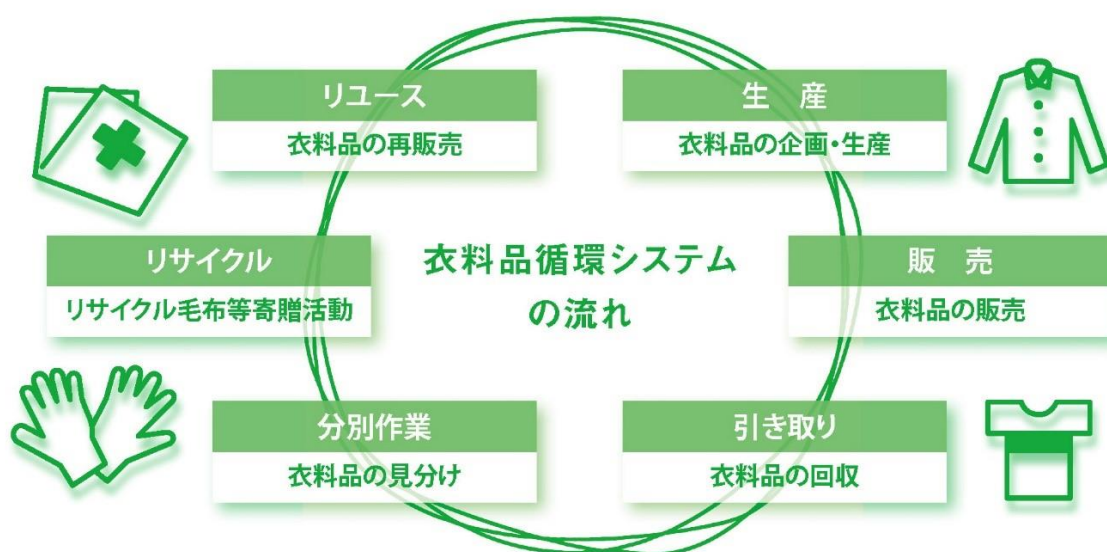 リユース
衣料品の再販売
生　産
衣料品の企画・生産
リサイクル
リサイクル毛布等寄贈活動
衣料品循環システム
の流れ
販　売
衣料品の販売
分別作業
衣料品の見分け
引き取り
衣料品の回収